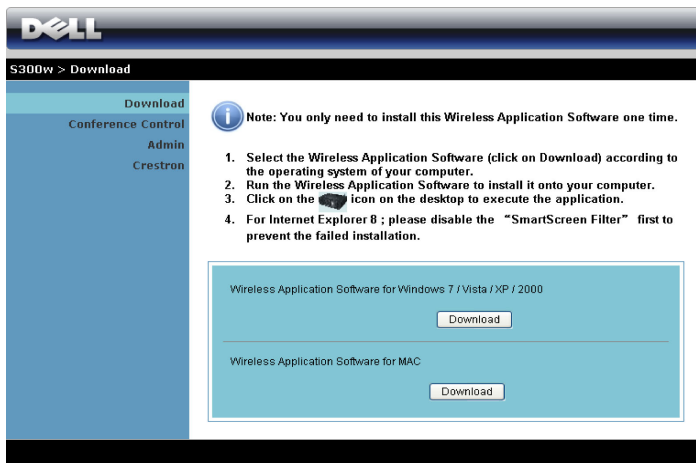 DELL
S300w > Download
Download
Conference Control
Admin
Crestron
Note: You only need to install this Wireless Application Software one time.
1. Select the Wireless Application Software (click on Download) according to
the operating system of your computer.
2. Run the Wireless Application Software to install it onto your computer.
3. Click on the icon on the desktop to execute the application.
4. For Internet Explorer 8 ; please disable the “SmartScreen Filter” first to
prevent the failed installation.
Wireless Application Software for Windows 7 / Vista / XP / 2000
Download
Wireless Application Software for MAC
Download